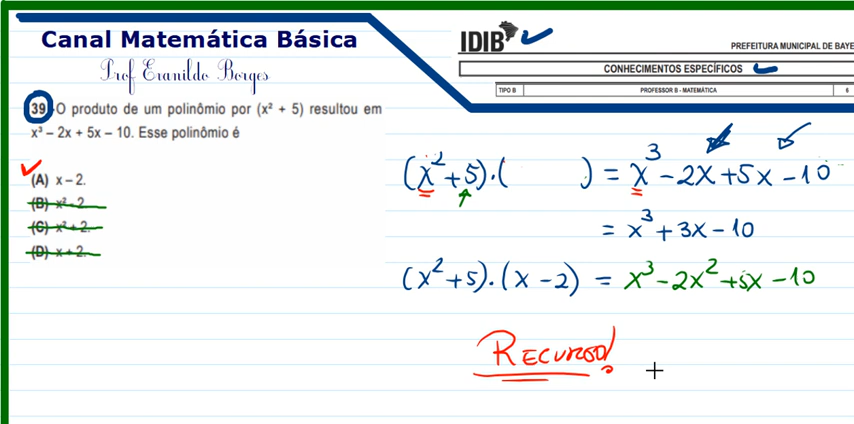 Canal Matemática Básica
Prof Eranildo Borges
IDIB
PREFEITURA MUNICIPAL DE BAYE
CONHECIMENTOS ESPECÍFICOS
TIPO B PROFESSOR B - MATEMÁTICA 6
39 O produto de um polinômio por (x² + 5) resultou em
x³ – 2x + 5x – 10. Esse polinômio é
(A) x – 2.
(B) x² – 2.
(C) x² + 2.
(D) x + 2.
(x² + 5).( ) = x³ – 2x + 5x – 10
= x³ + 3x – 10
(x² + 5).(x – 2) = x³ – 2x² + 5x – 10
RECURSO!